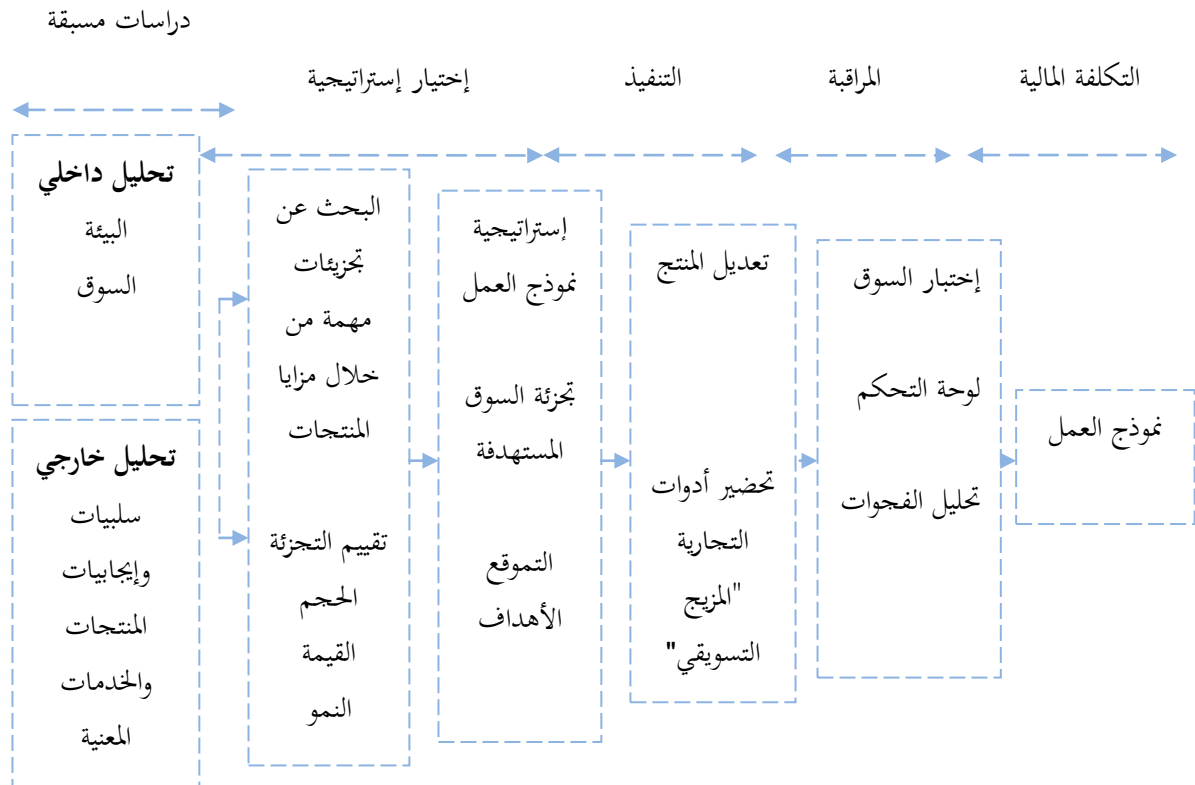 دراسات مسبقة
إختيار إستراتيجية
التنفيذ
المراقبة
التكلفة المالية
تحليل داخلي
البيئة
السوق
تحليل خارجي
سلبيات
وإيجابيات
المنتجات
والخدمات
المعنية
البحث عن
تجزيئات
مهمة من
خلال مزايا
المنتجات
تقييم التجزئة
الحجم
القيمة
النمو
إستراتيجية
نموذج العمل
تجزئة السوق
المستهدفة
التموقع
الأهداف
تعديل المنتج
تحضير أدوات
التجارية
"المزيج
التسويقي"
إختبار السوق
لوحة التحكم
تحليل الفجوات
نموذج العمل